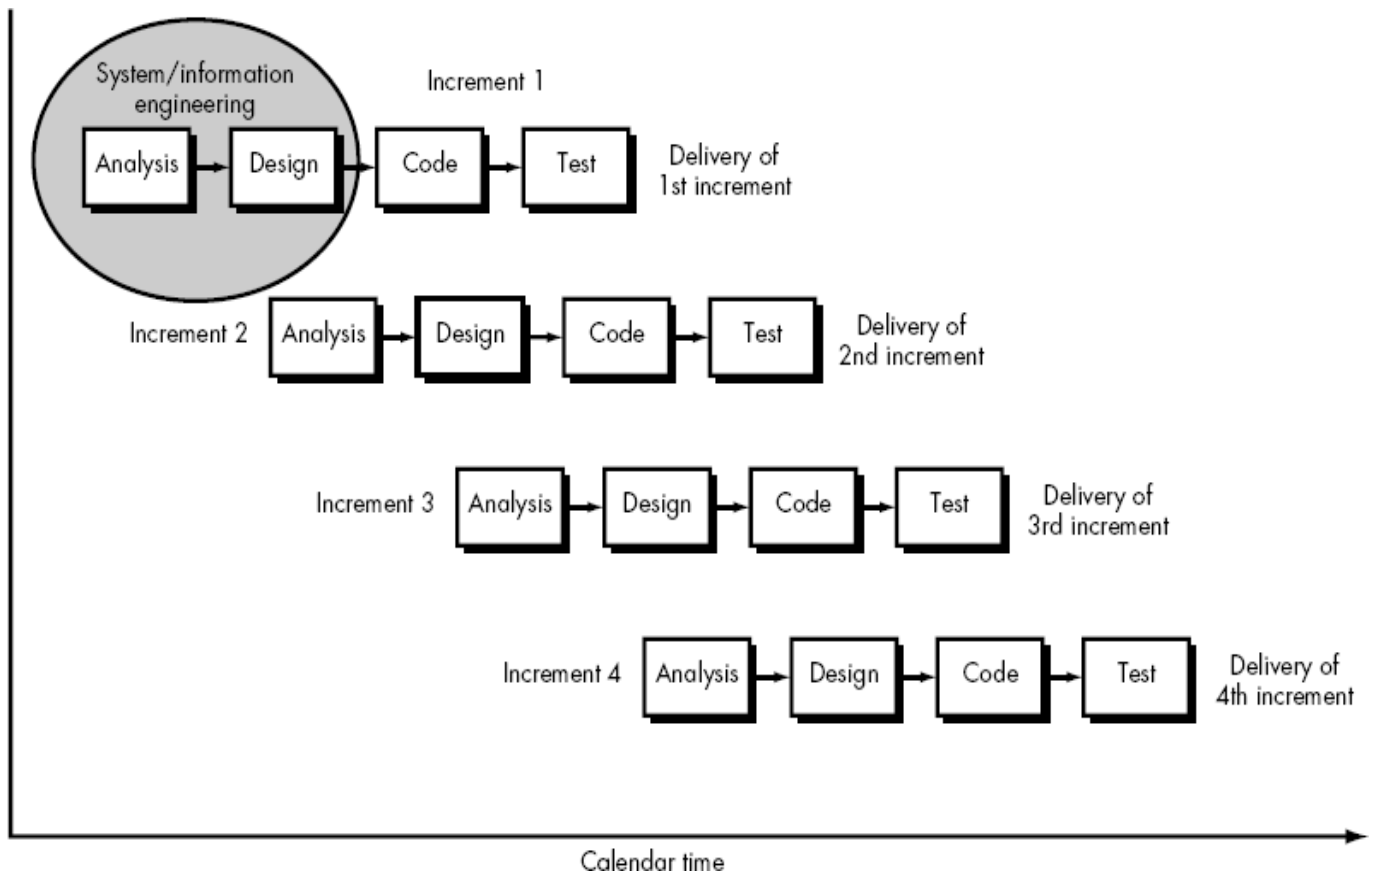 System/information
engineering
Increment 1
Analysis
Design
Code
Test
Delivery of
1st increment
Increment 2
Analysis
Design
Code
Test
Delivery of
2nd increment
Increment 3
Analysis
Design
Code
Test
Delivery of
3rd increment
Increment 4
Analysis
Design
Code
Test
Delivery of
4th increment
Calendar time